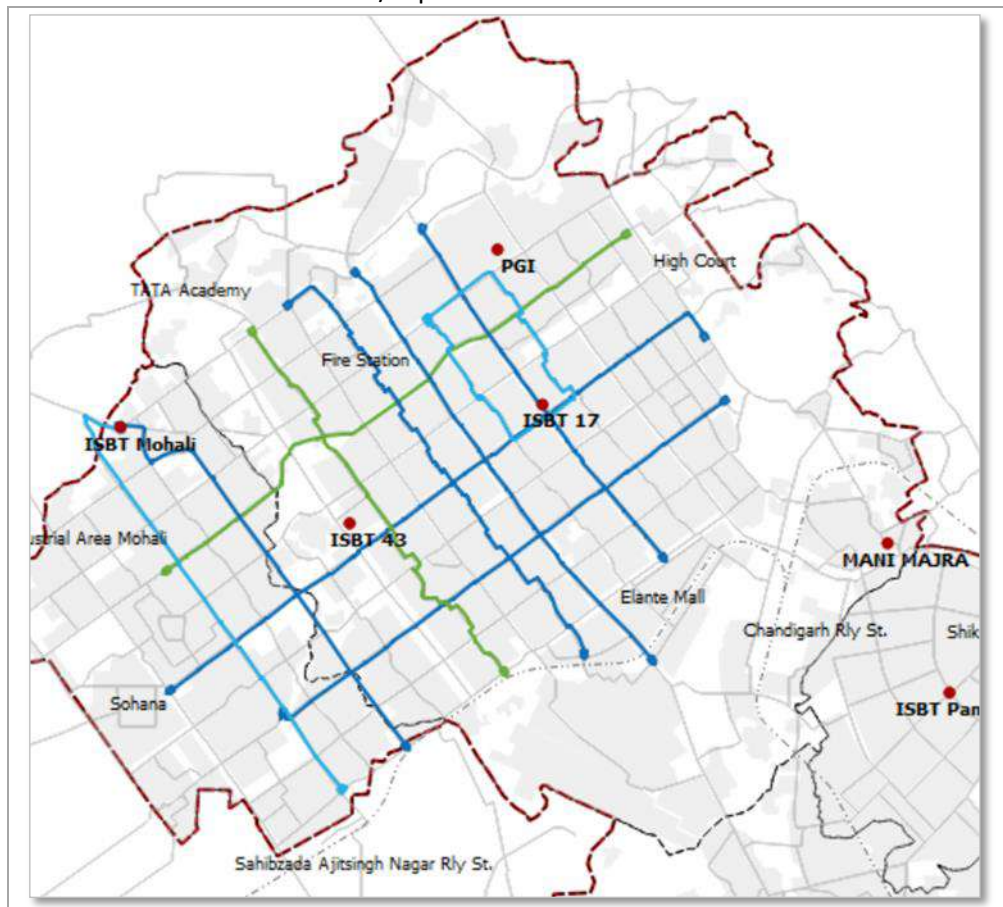 PGI
High Court
TATA Academy
Fire Station
ISBT 17
ISBT Mohali
ISBT 43
ustrial Area Mohali
MANI MAJRA
Elante Mall
Chandigarh Rly St.
Shik
Sohana
ISBT Pan
Sahibzada Ajitsingh Nagar Rly St.